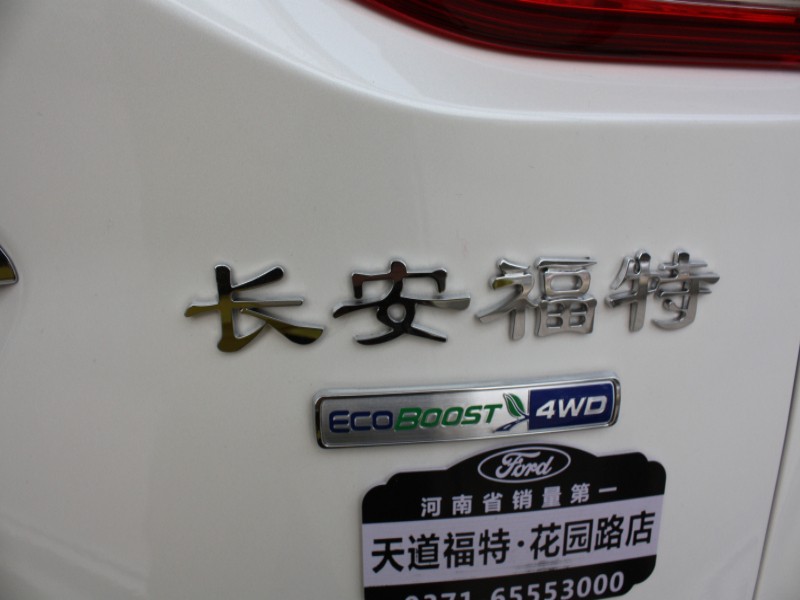 长安福特
ECOBOOST 4WD
Ford
河南省销量第一
天道福特·花园路店
0371 65553000